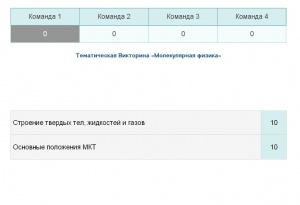 Команда 1 Команда 2 Команда 3 Команда 4
0 0 0 0
Тематическая Викторина «Молекулярная физика»
Строение твердых тел, жидкостей и газов 10
Основные положения МКТ 10